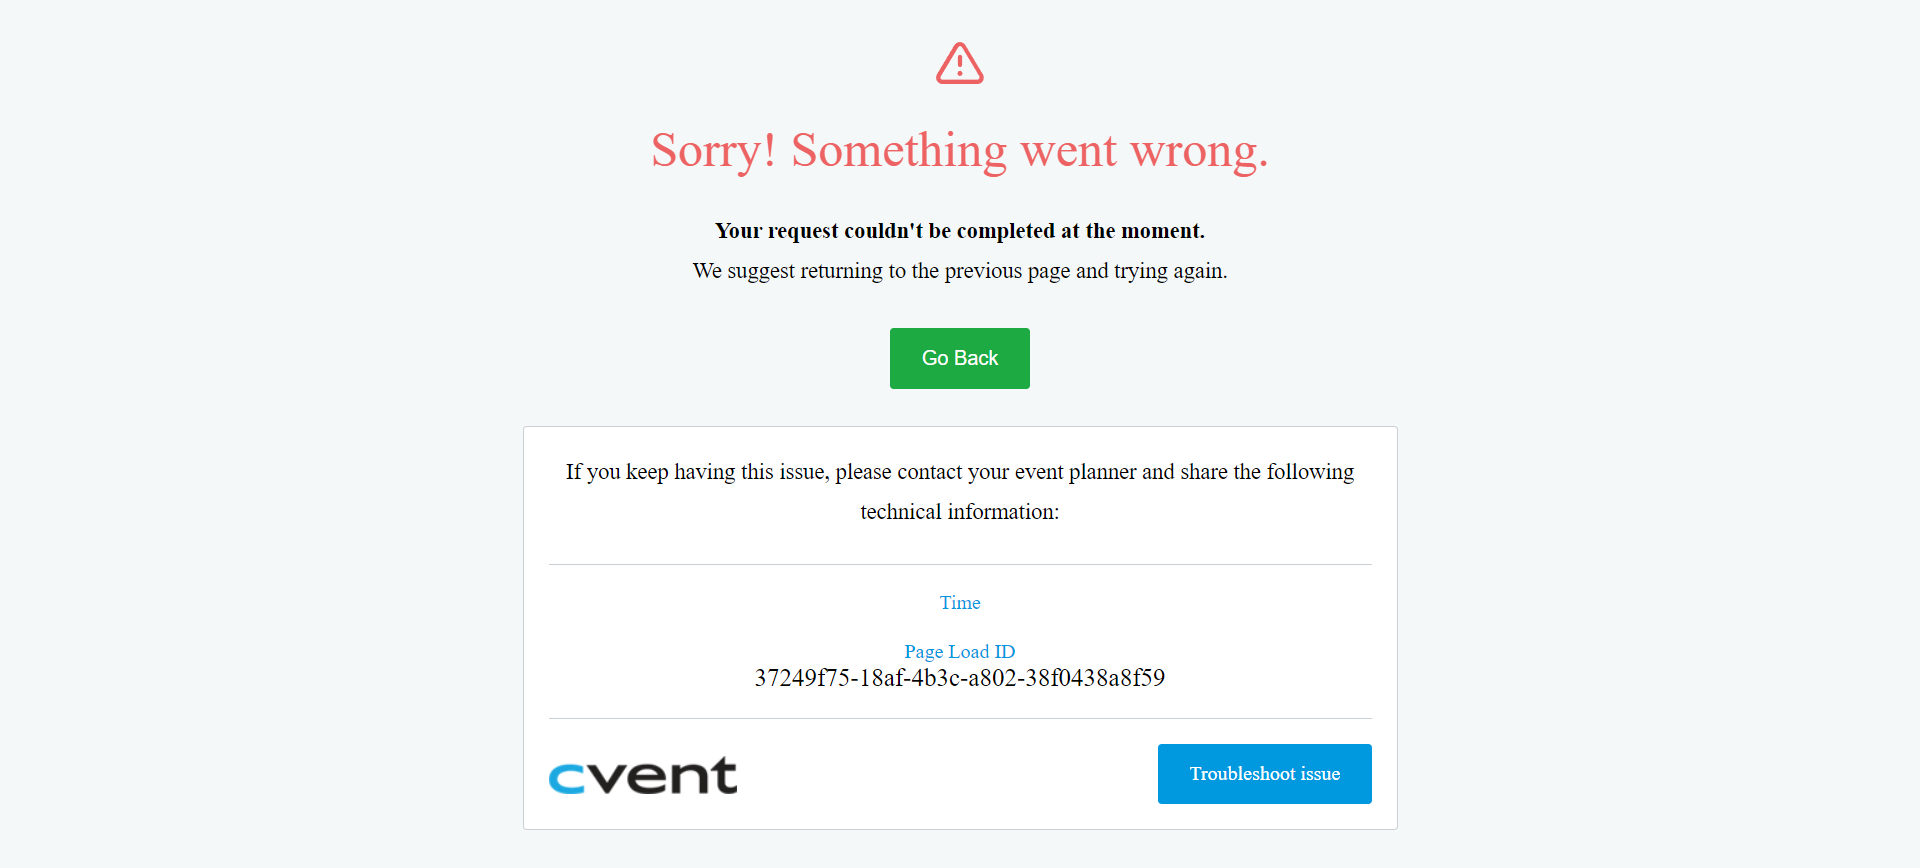 Sorry! Something went wrong.
Your request couldn't be completed at the moment.
We suggest returning to the previous page and trying again.
Go Back
If you keep having this issue, please contact your event planner and share the following
technical information:
Time
Page Load ID
37249f75-18af-4b3c-a802-38f0438a8f59
cvent
Troubleshoot issue